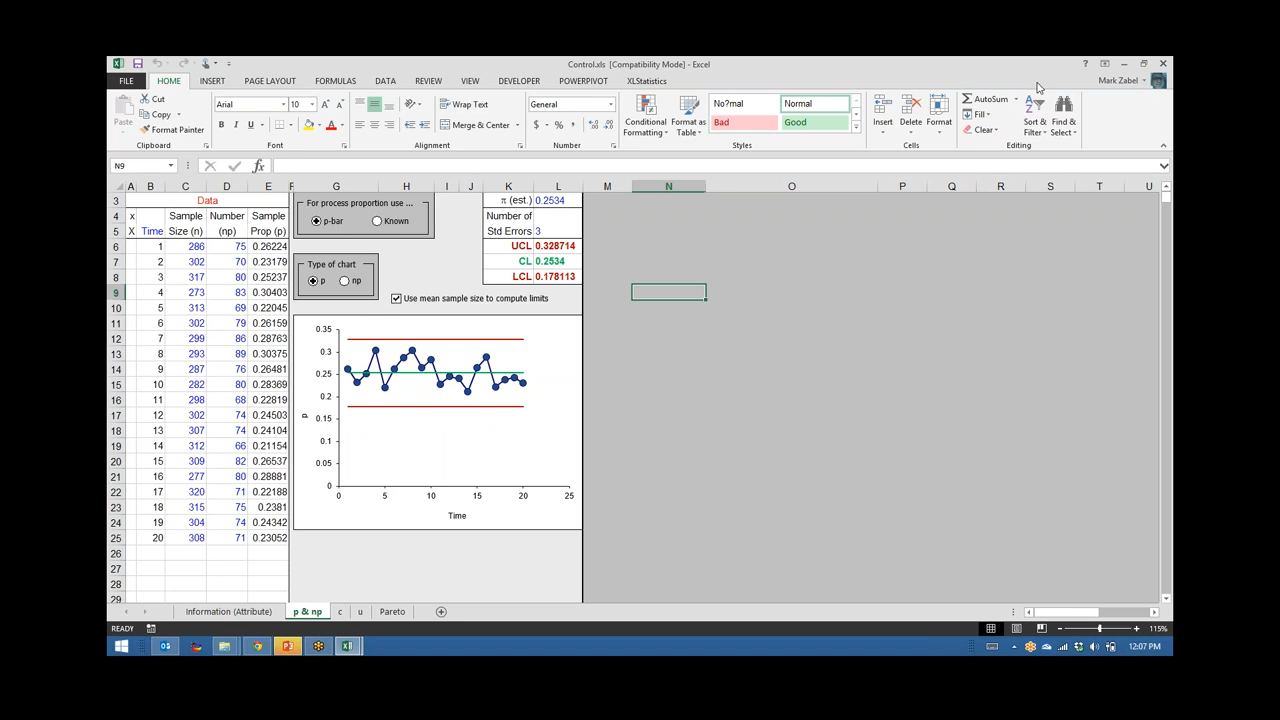 Control.xls [Compatibility Mode] - Excel
FILE HOME INSERT PAGE LAYOUT FORMULAS DATA REVIEW VIEW DEVELOPER POWERPIVOT XLStatistics Mark Zabel
Paste Cut Copy Format Painter
Clipboard
Arial 10
B I U
Font
Wrap Text
Merge & Center
Alignment
General
$ % ,
Number
Conditional Formatting Format as Table
No?mal Normal
Bad Good
Styles
Insert Delete Format
Cells
AutoSum
Fill
Clear
Sort & Filter Find & Select
Editing
N9 fx
A B C D E F G H I J K L M N O P Q R S T U
3 Data For process proportion use ... π (est.) 0.2534
4 x Sample Number Sample p-bar Known Number of
5 X Time Size (n) (np) Prop (p) Std Errors 3
6 1 286 75 0.26224 UCL 0.328714
7 2 302 70 0.23179 Type of chart CL 0.2534
8 3 317 80 0.25237 p np LCL 0.178113
9 4 273 83 0.30403 Use mean sample size to compute limits
10 5 313 69 0.22045
11 6 302 79 0.26159
12 7 299 86 0.28763
13 8 293 89 0.30375
14 9 287 76 0.26481
15 10 282 80 0.28369
16 11 298 68 0.22819
17 12 302 74 0.24503
18 13 307 74 0.24104
19 14 312 66 0.21154
20 15 309 82 0.26537
21 16 277 80 0.28881
22 17 320 71 0.22188
23 18 315 75 0.2381
24 19 304 74 0.24342
25 20 308 71 0.23052
26
27
28
29
0.35
0.3
0.25
0.2
0.15
0.1
0.05
0
p
0 5 10 15 20 25
Time
Information (Attribute) p & np c u Pareto
READY 115%
12:07 PM